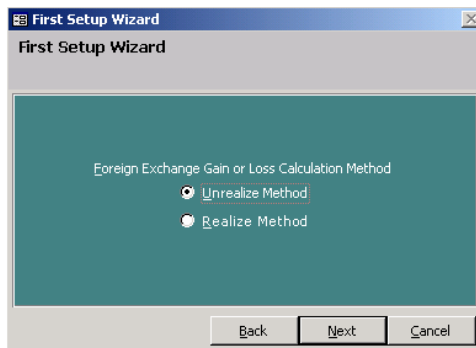 First Setup Wizard
First Setup Wizard
Foreign Exchange Gain or Loss Calculation Method
Unrealize Method
Realize Method
Back Next Cancel